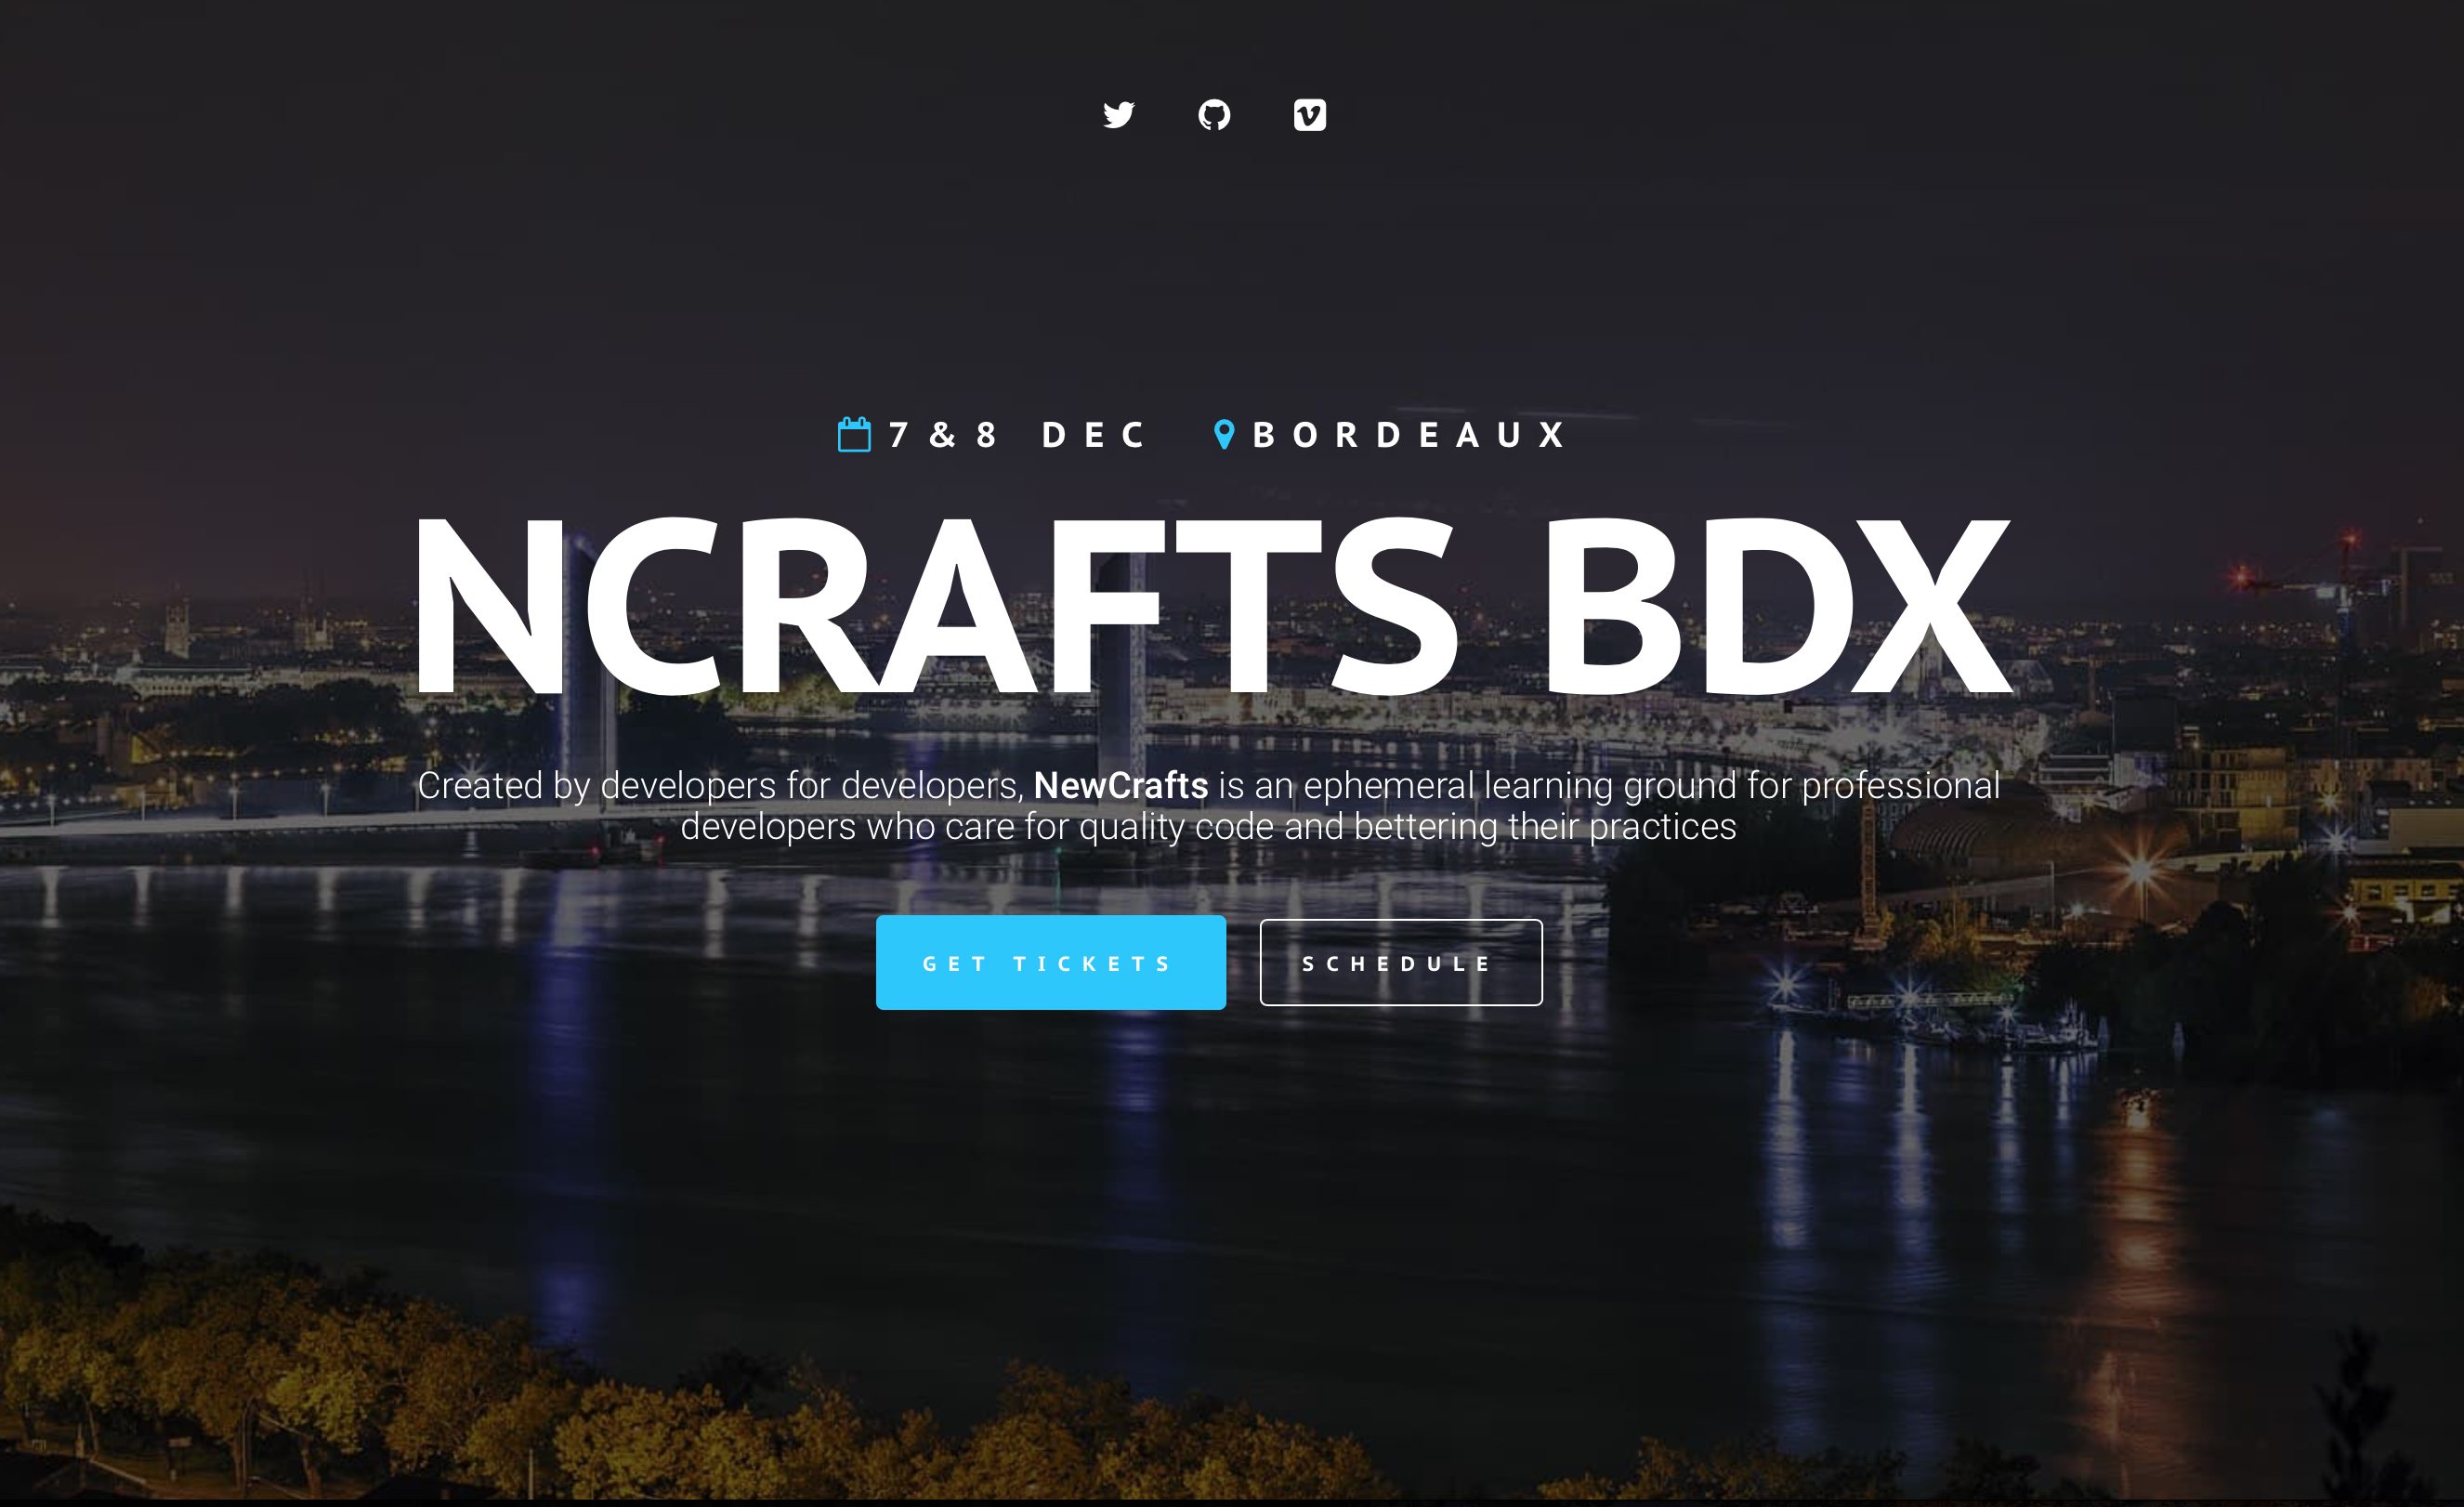 7 & 8 DEC BORDEAUX
NCRAFTS BDX
Created by developers for developers, NewCrafts is an ephemeral learning ground for professional
developers who care for quality code and bettering their practices
GET TICKETS SCHEDULE